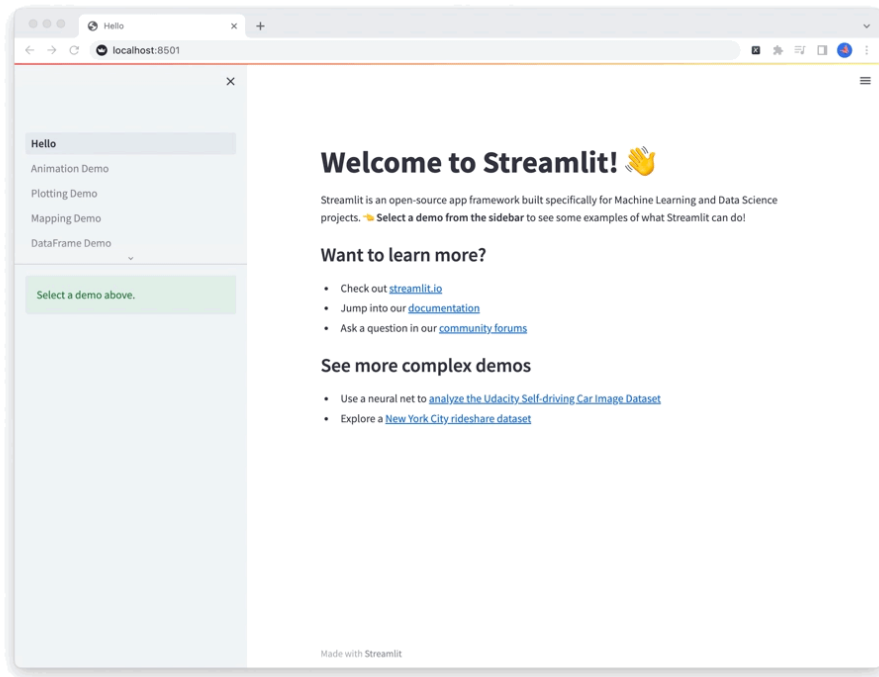 Hello
localhost:8501
Hello
Animation Demo
Plotting Demo
Mapping Demo
DataFrame Demo
Select a demo above.
Welcome to Streamlit! 👋
Streamlit is an open-source app framework built specifically for Machine Learning and Data Science
projects. 👈 Select a demo from the sidebar to see some examples of what Streamlit can do!
Want to learn more?
• Check out streamlit.io
• Jump into our documentation
• Ask a question in our community forums
See more complex demos
• Use a neural net to analyze the Udacity Self-driving Car Image Dataset
• Explore a New York City rideshare dataset
Made with Streamlit